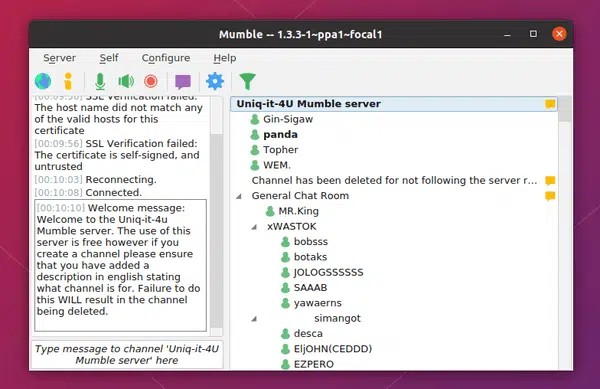 Mumble -- 1.3.3-1~ppa1~focal1
Server Self Configure Help
[00:09:56] SSL Verification failed:
The host name did not match
any of the valid hosts for this
certificate
[00:09:56] SSL Verification failed:
The certificate is self-signed, and
untrusted
[00:10:03] Reconnecting.
[00:10:08] Connected.
[00:10:10] Welcome message:
Welcome to the Uniq-it-4u
Mumble server. The use of this
server is free however if you
create a channel please ensure
that you have added a
description in english stating
what channel is for. Failure to do
this WILL result in the channel
being deleted.
Type message to channel 'Uniq-it-4U
Mumble server' here
Uniq-it-4U Mumble server
Gin-Sigaw
panda
Topher
WEM.
Channel has been deleted for not following the server r...
General Chat Room
MR.King
xWASTOK
bobsss
botaks
JOLOGSSSSSS
SAAAB
yawaerns
simangot
desca
EljOHN(CEDDD)
EZPERO